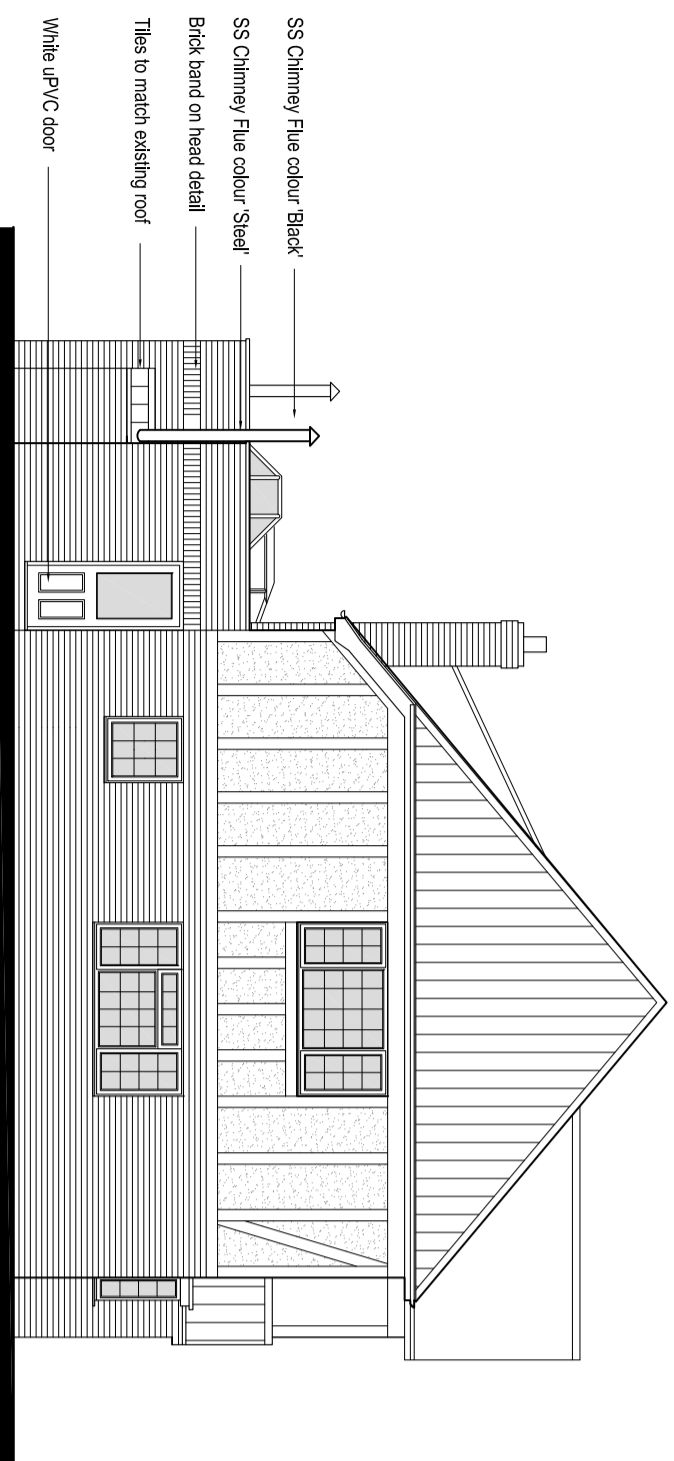 SS Chimney Flue colour 'Black'
SS Chimney Flue colour 'Steel'
Brick band on head detail
Tiles to match existing roof
White uPVC door